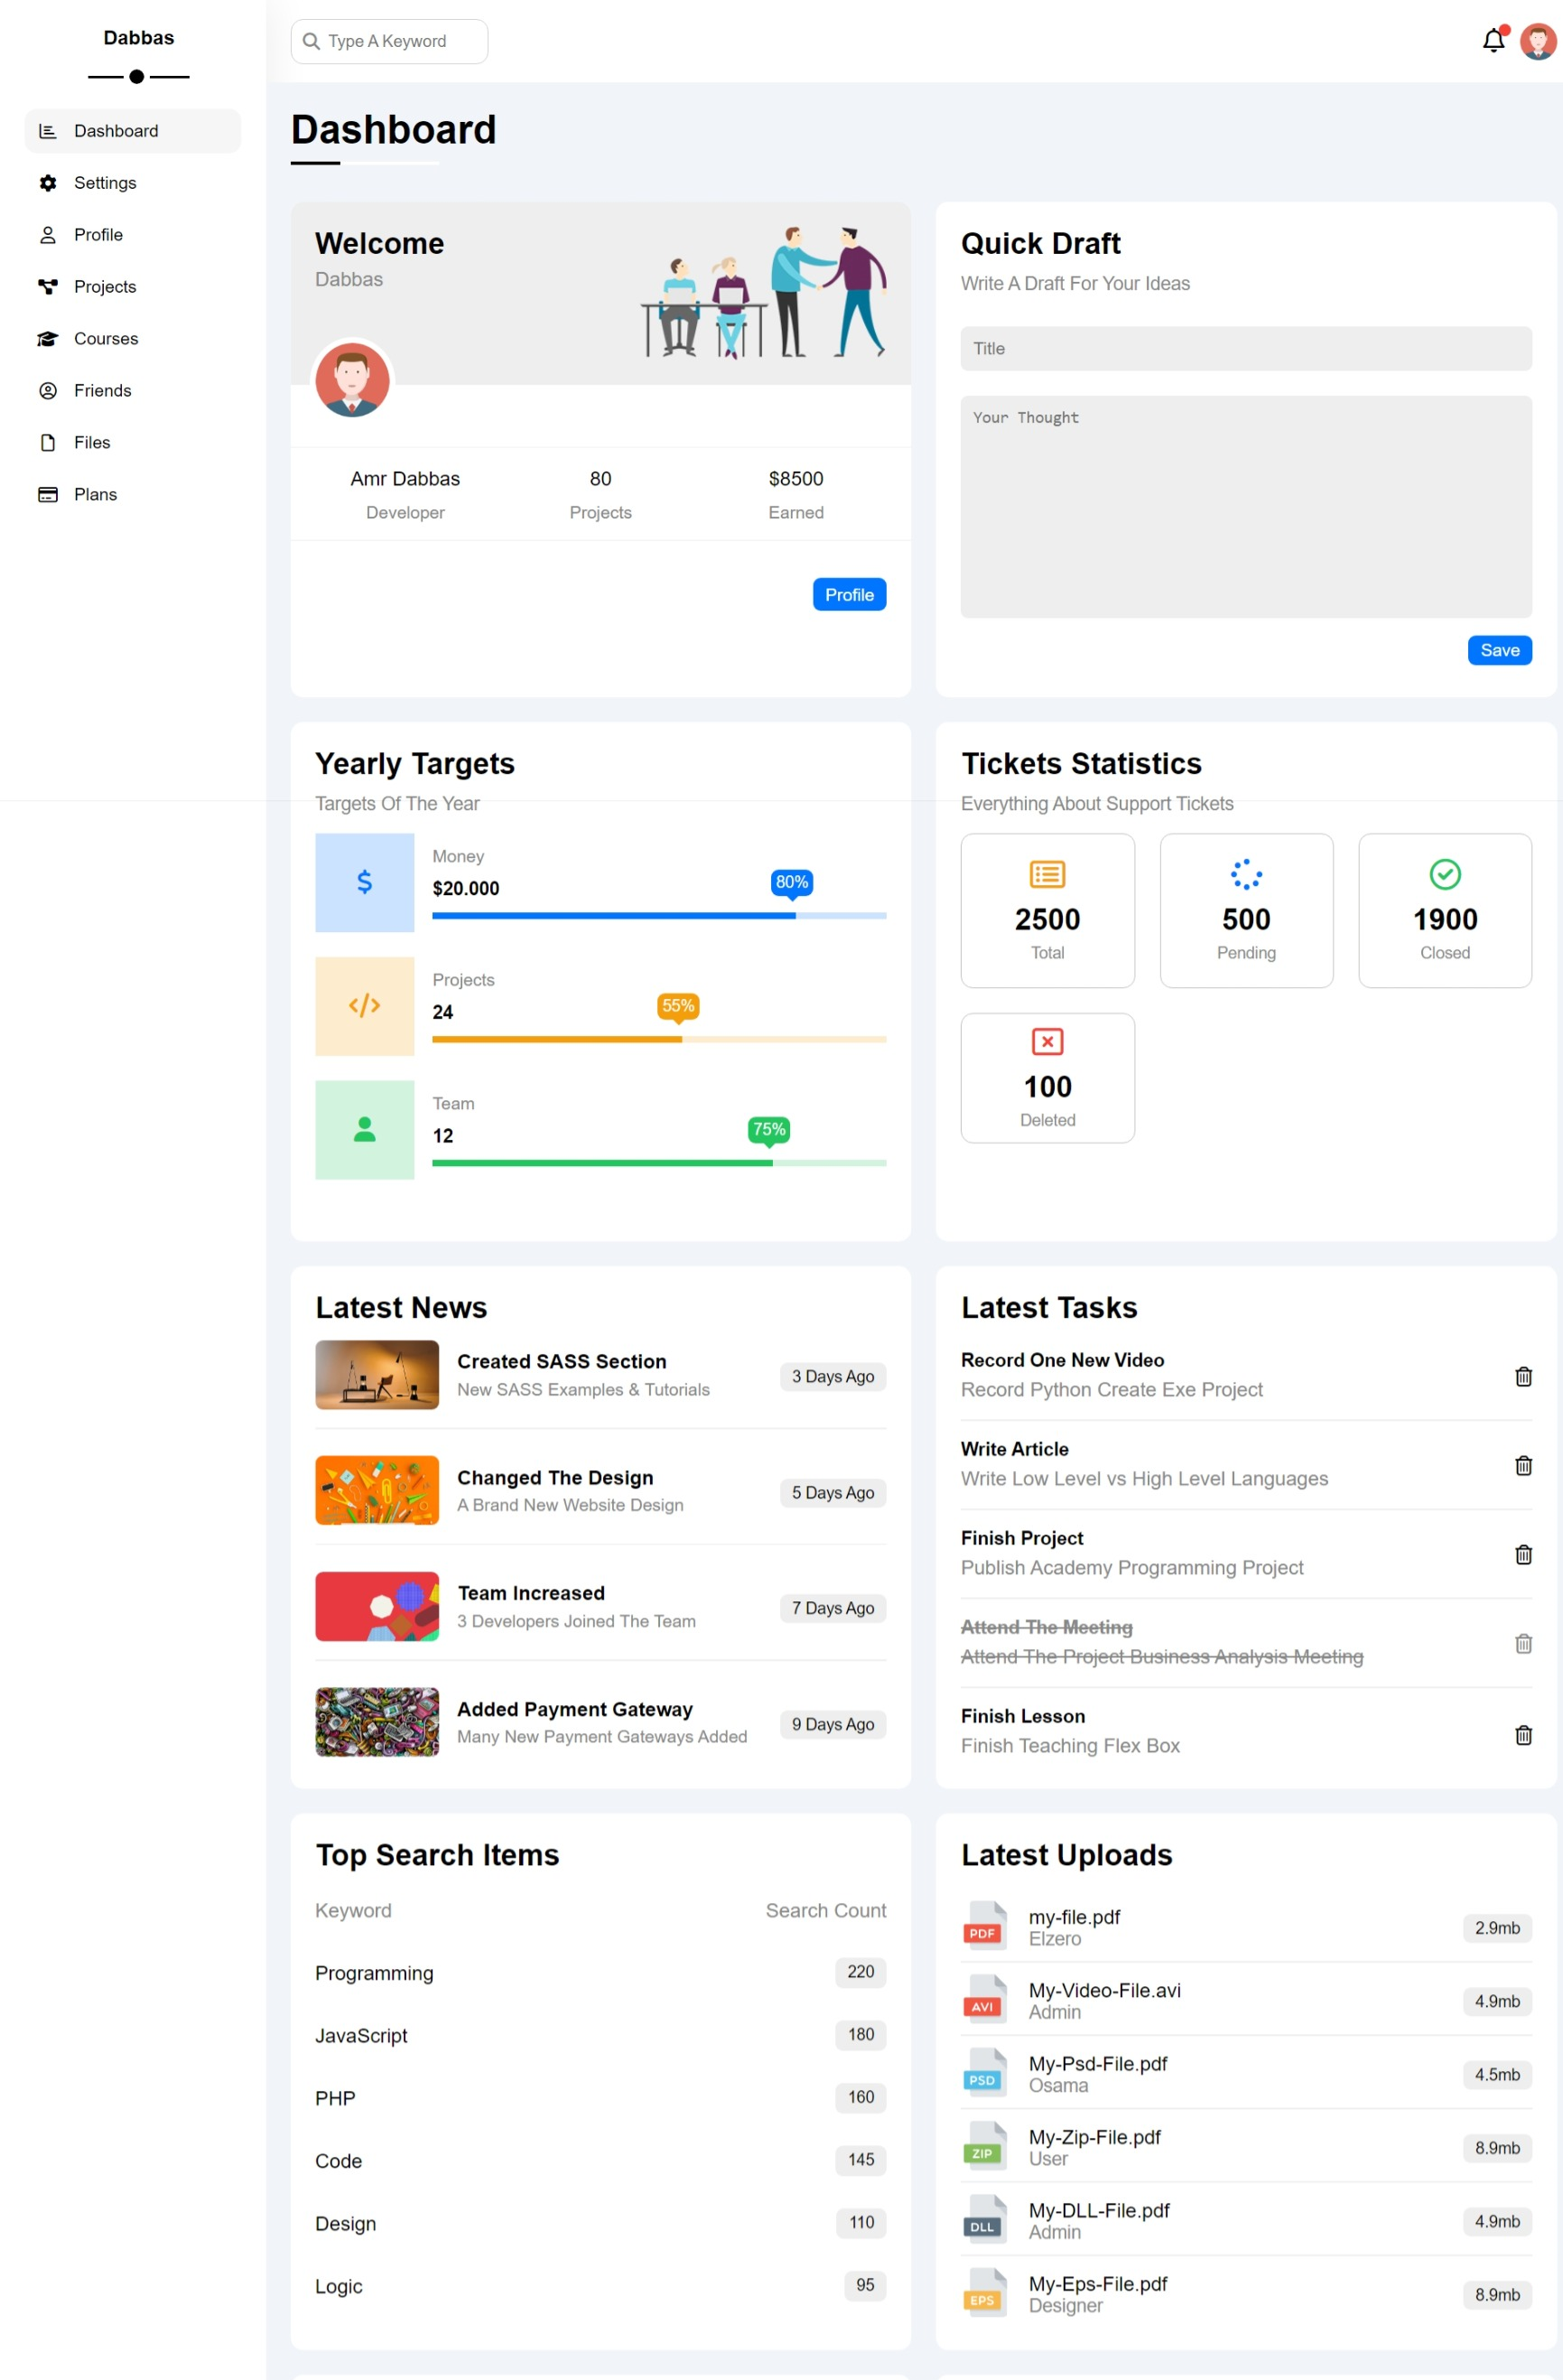 Dabbas
Dashboard
Settings
Profile
Projects
Courses
Friends
Files
Plans
Type A Keyword
Dashboard
Welcome
Dabbas
Amr Dabbas
Developer
80
Projects
$8500
Earned
Profile
Quick Draft
Write A Draft For Your Ideas
Title
Your Thought
Save
Yearly Targets
Targets Of The Year
$
Money
$20.000
80%
</>
Projects
24
55%
Team
12
75%
Tickets Statistics
Everything About Support Tickets
2500
Total
500
Pending
1900
Closed
100
Deleted
Latest News
Created SASS Section
New SASS Examples & Tutorials
3 Days Ago
Changed The Design
A Brand New Website Design
5 Days Ago
Team Increased
3 Developers Joined The Team
7 Days Ago
Added Payment Gateway
Many New Payment Gateways Added
9 Days Ago
Latest Tasks
Record One New Video
Record Python Create Exe Project
Write Article
Write Low Level vs High Level Languages
Finish Project
Publish Academy Programming Project
Attend The Meeting
Attend The Project Business Analysis Meeting
Finish Lesson
Finish Teaching Flex Box
Top Search Items
Keyword Search Count
Programming 220
JavaScript 180
PHP 160
Code 145
Design 110
Logic 95
Latest Uploads
PDF
my-file.pdf
Elzero
2.9mb
AVI
My-Video-File.avi
Admin
4.9mb
PSD
My-Psd-File.pdf
Osama
4.5mb
ZIP
My-Zip-File.pdf
User
8.9mb
DLL
My-DLL-File.pdf
Admin
4.9mb
EPS
My-Eps-File.pdf
Designer
8.9mb